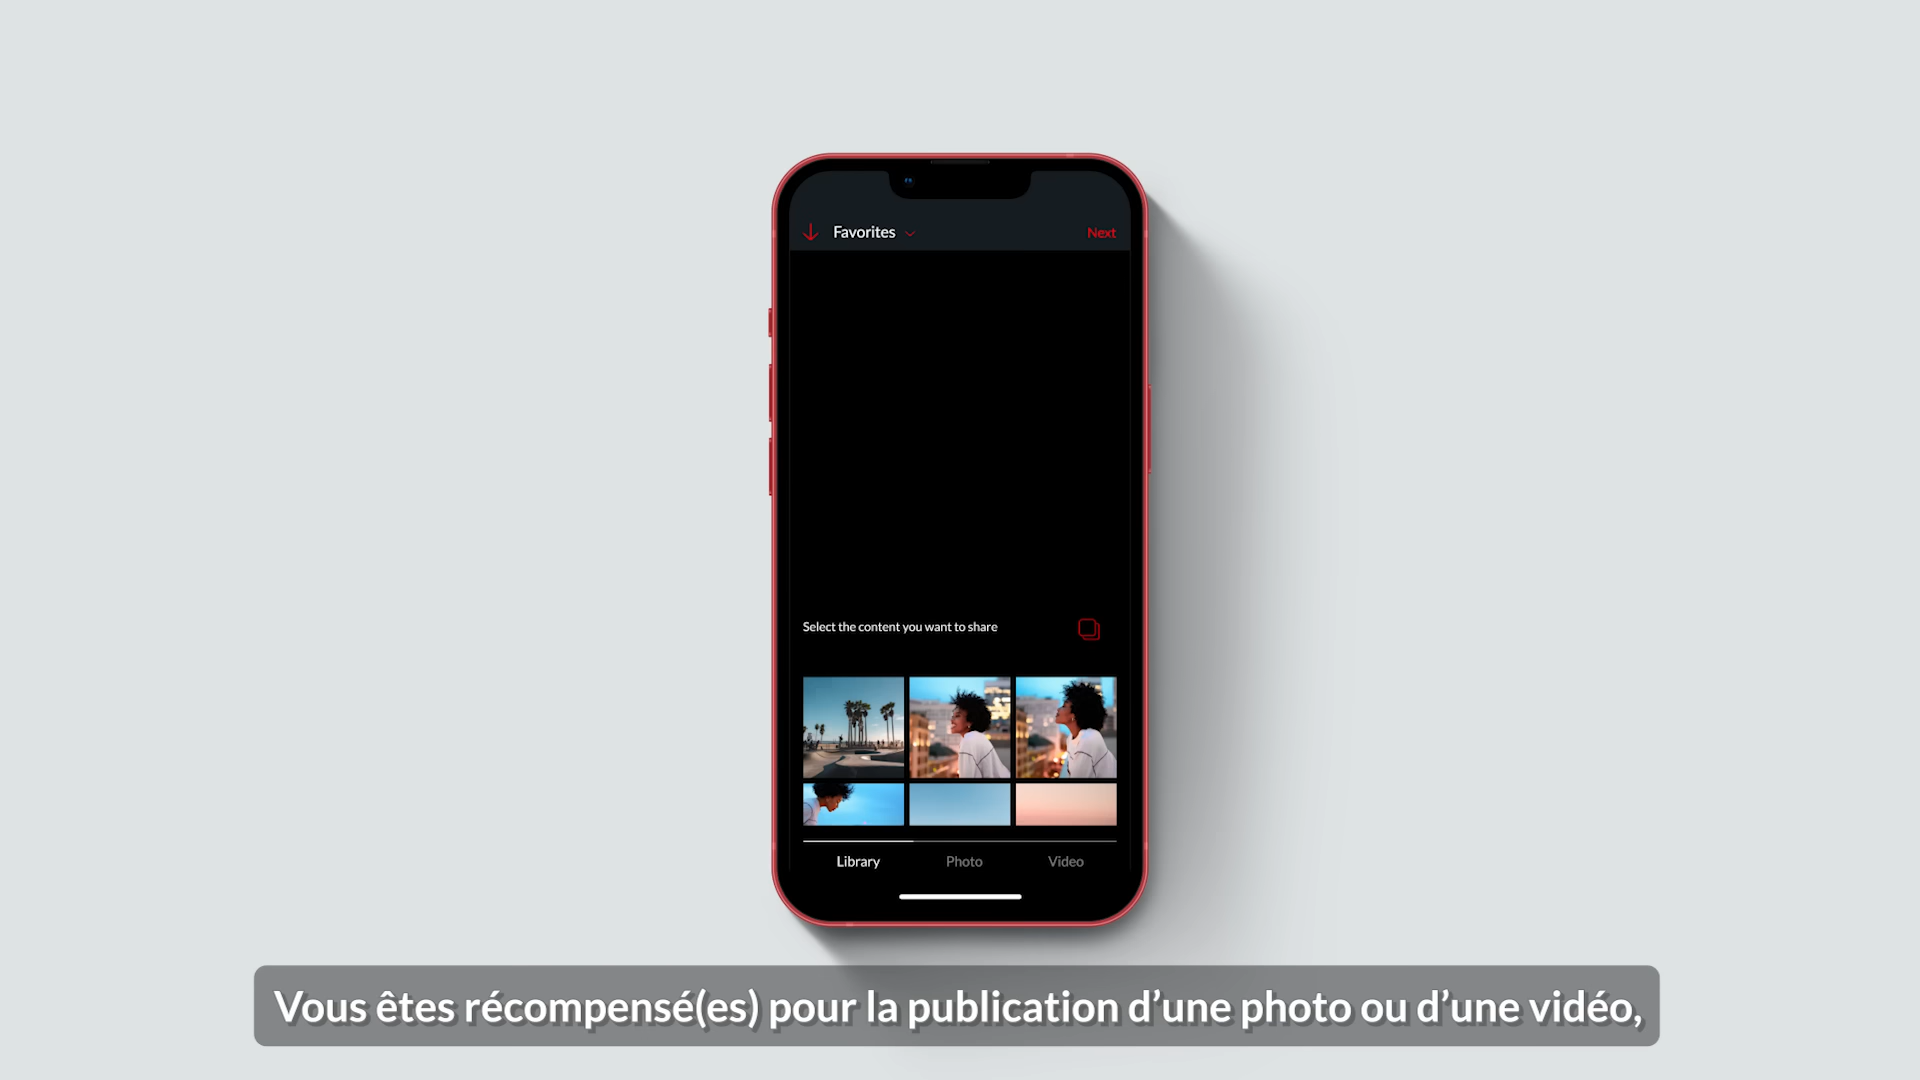 Favorites
Next
Select the content you want to share
Library
Photo
Video
Vous êtes récompensé(es) pour la publication d’une photo ou d’une vidéo,